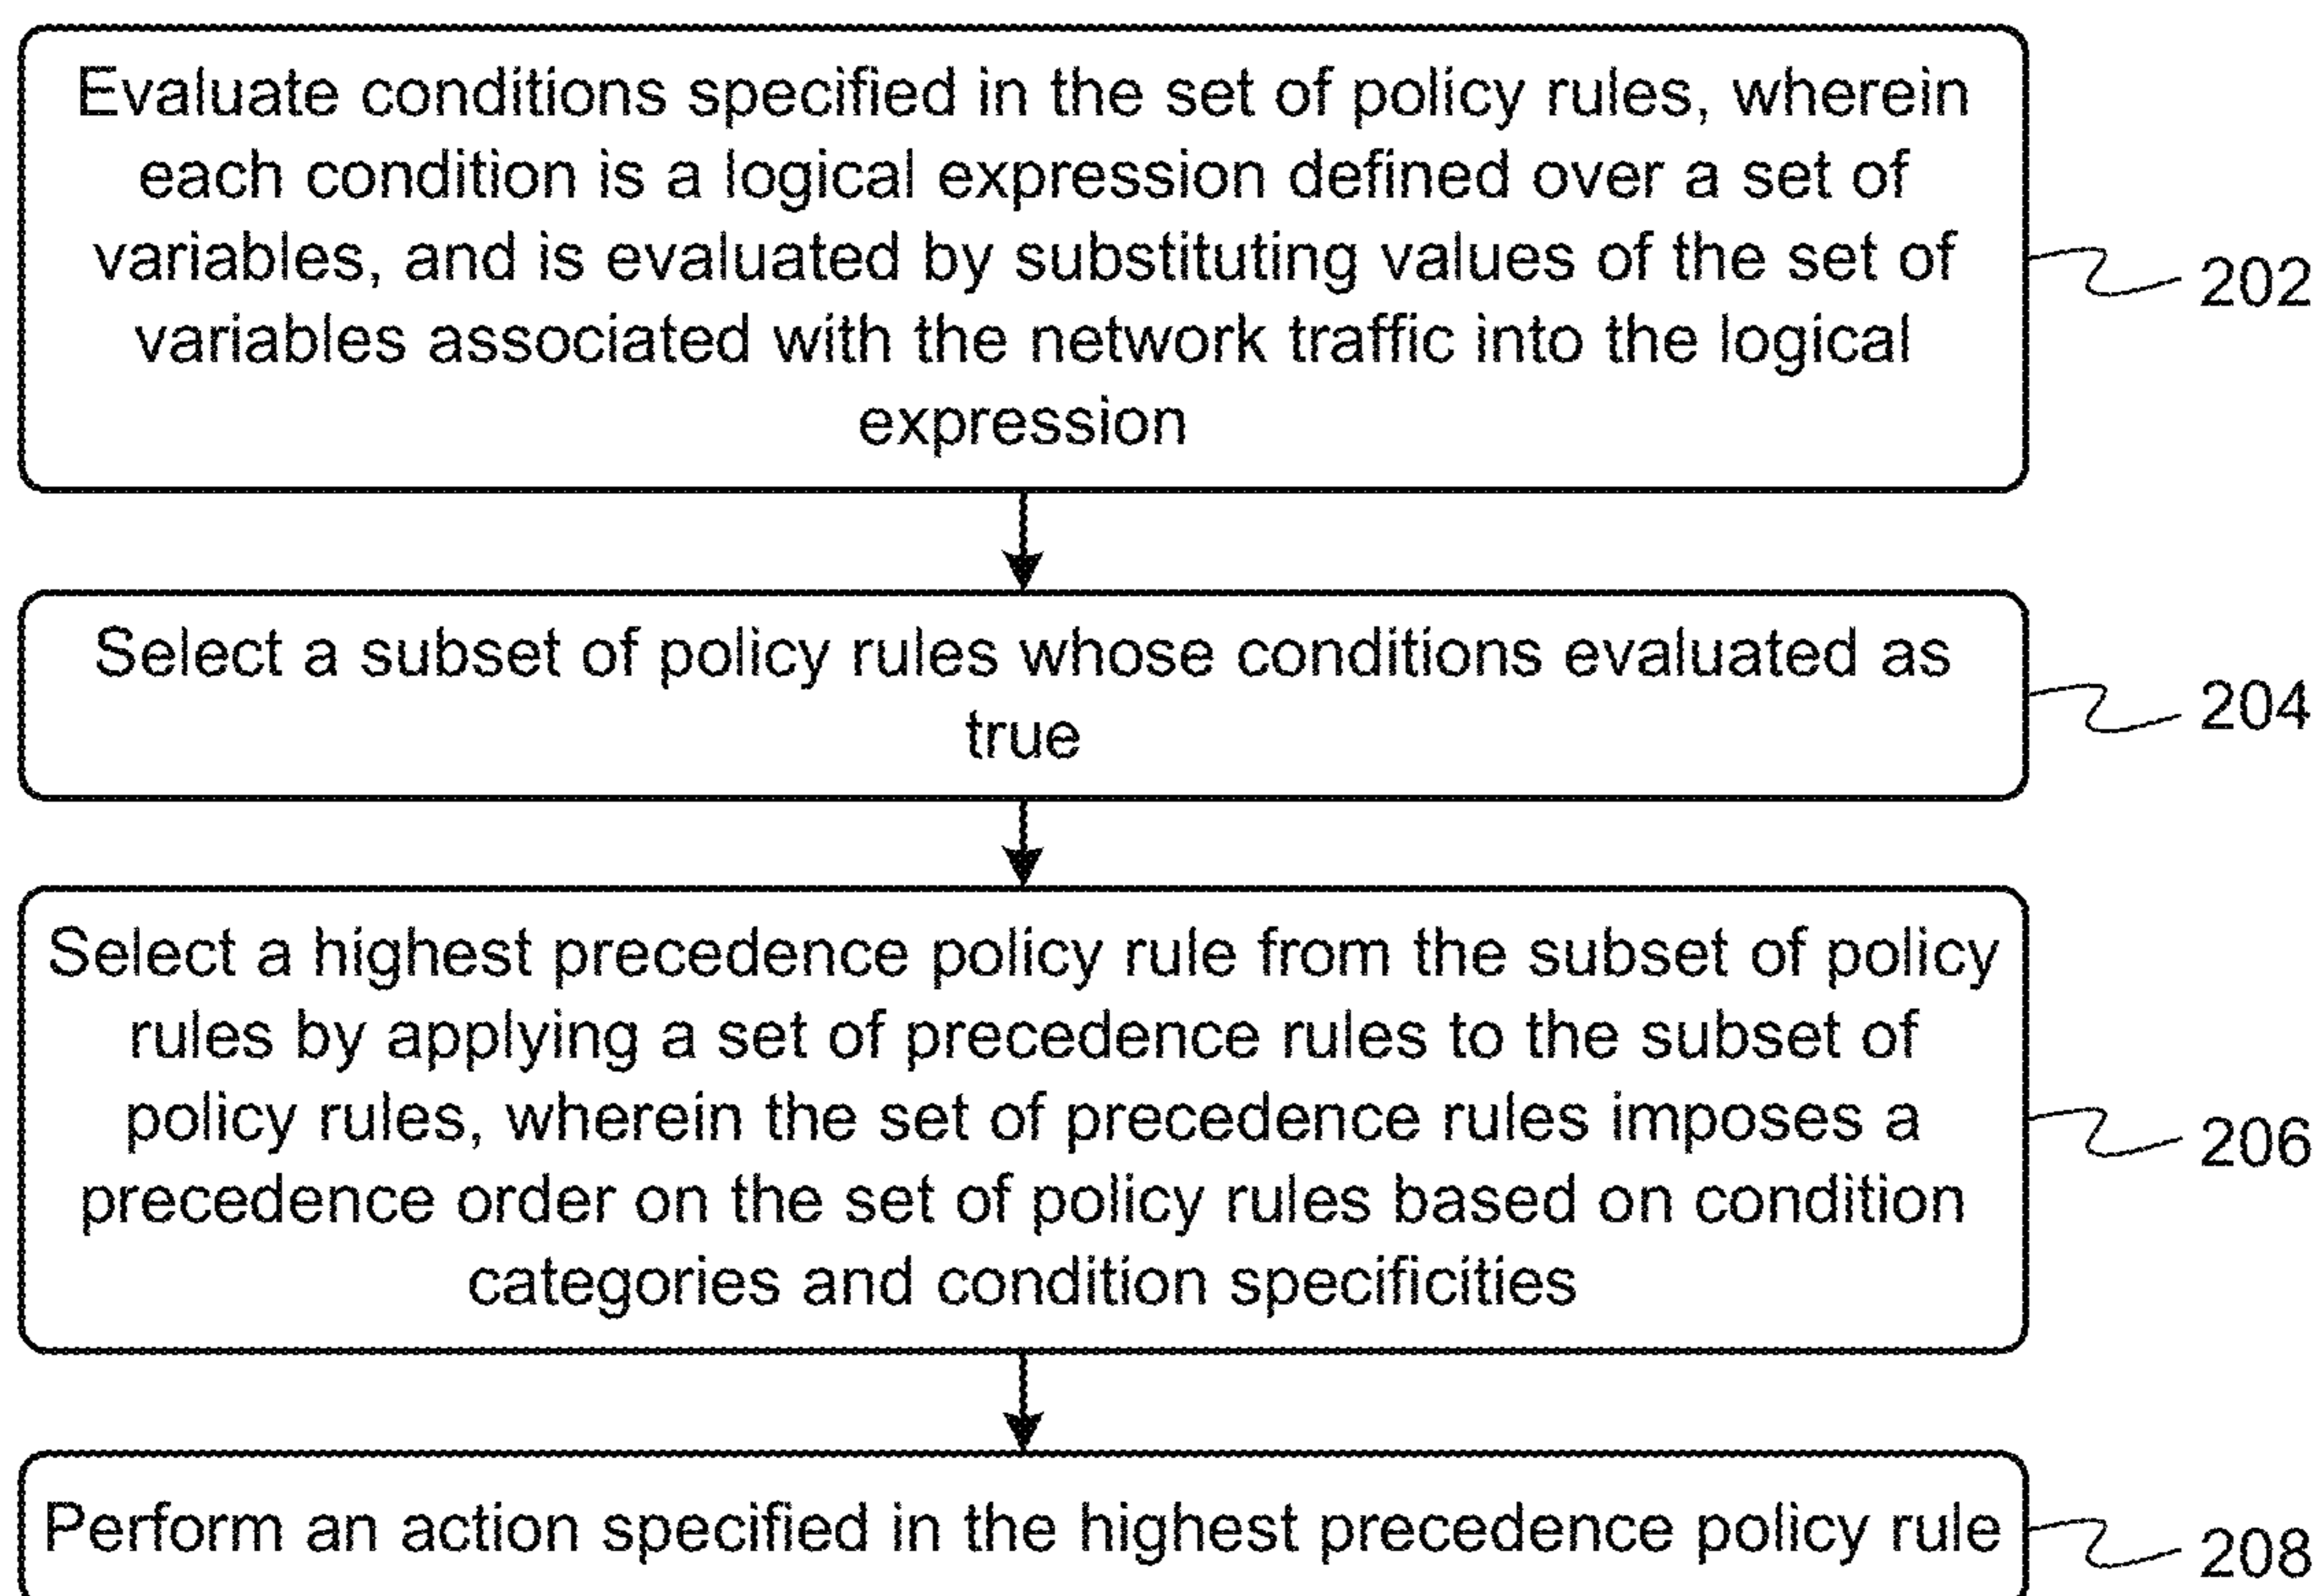 Evaluate conditions specified in the set of policy rules, wherein
each condition is a logical expression defined over a set of
variables, and is evaluated by substituting values of the set of
variables associated with the network traffic into the logical
expression
202
Select a subset of policy rules whose conditions evaluated as
true
204
Select a highest precedence policy rule from the subset of policy
rules by applying a set of precedence rules to the subset of
policy rules, wherein the set of precedence rules imposes a
precedence order on the set of policy rules based on condition
categories and condition specificities
206
Perform an action specified in the highest precedence policy rule
208